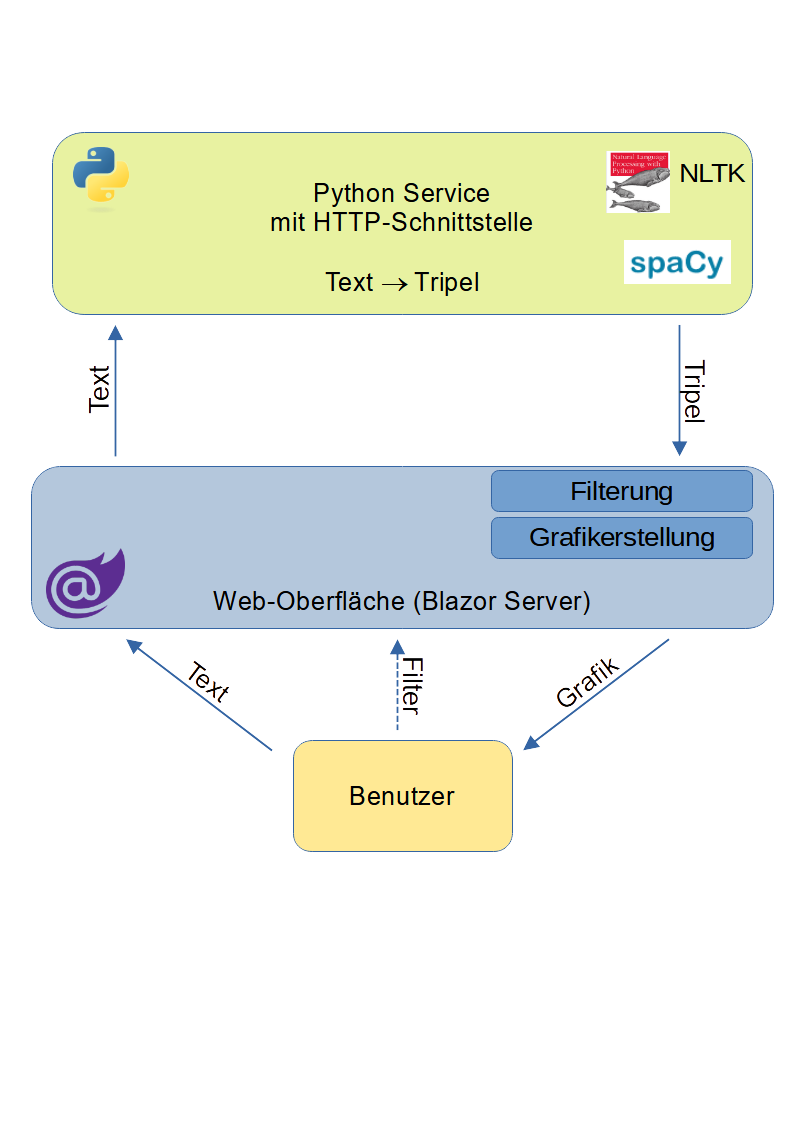 Natural Language
Processing with
Python
NLTK
Python Service
mit HTTP-Schnittstelle
spaCy
Text → Tripel
Text
Tripel
Filterung
Grafikerstellung
Web-Oberfläche (Blazor Server)
Text
Filter
Grafik
Benutzer